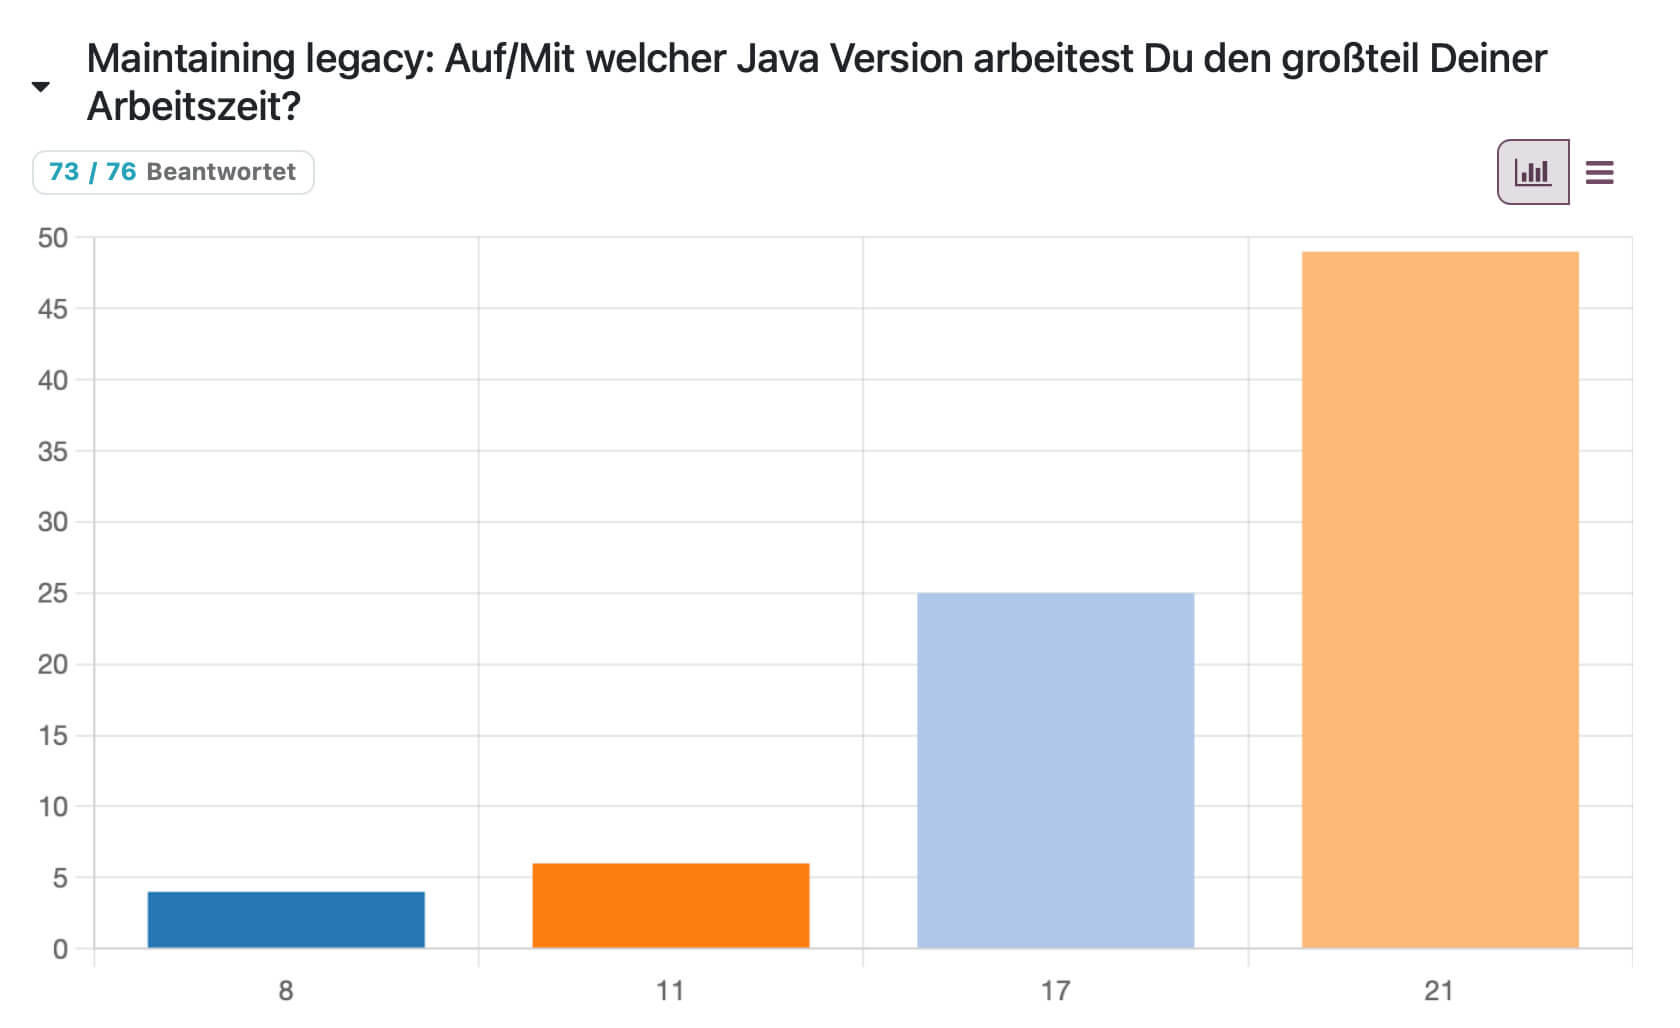 Maintaining legacy: Auf/Mit welcher Java Version arbeitest Du den großteil Deiner
Arbeitszeit?
73 / 76 Beantwortet
50
45
40
35
30
25
20
15
10
5
0
8 11 17 21